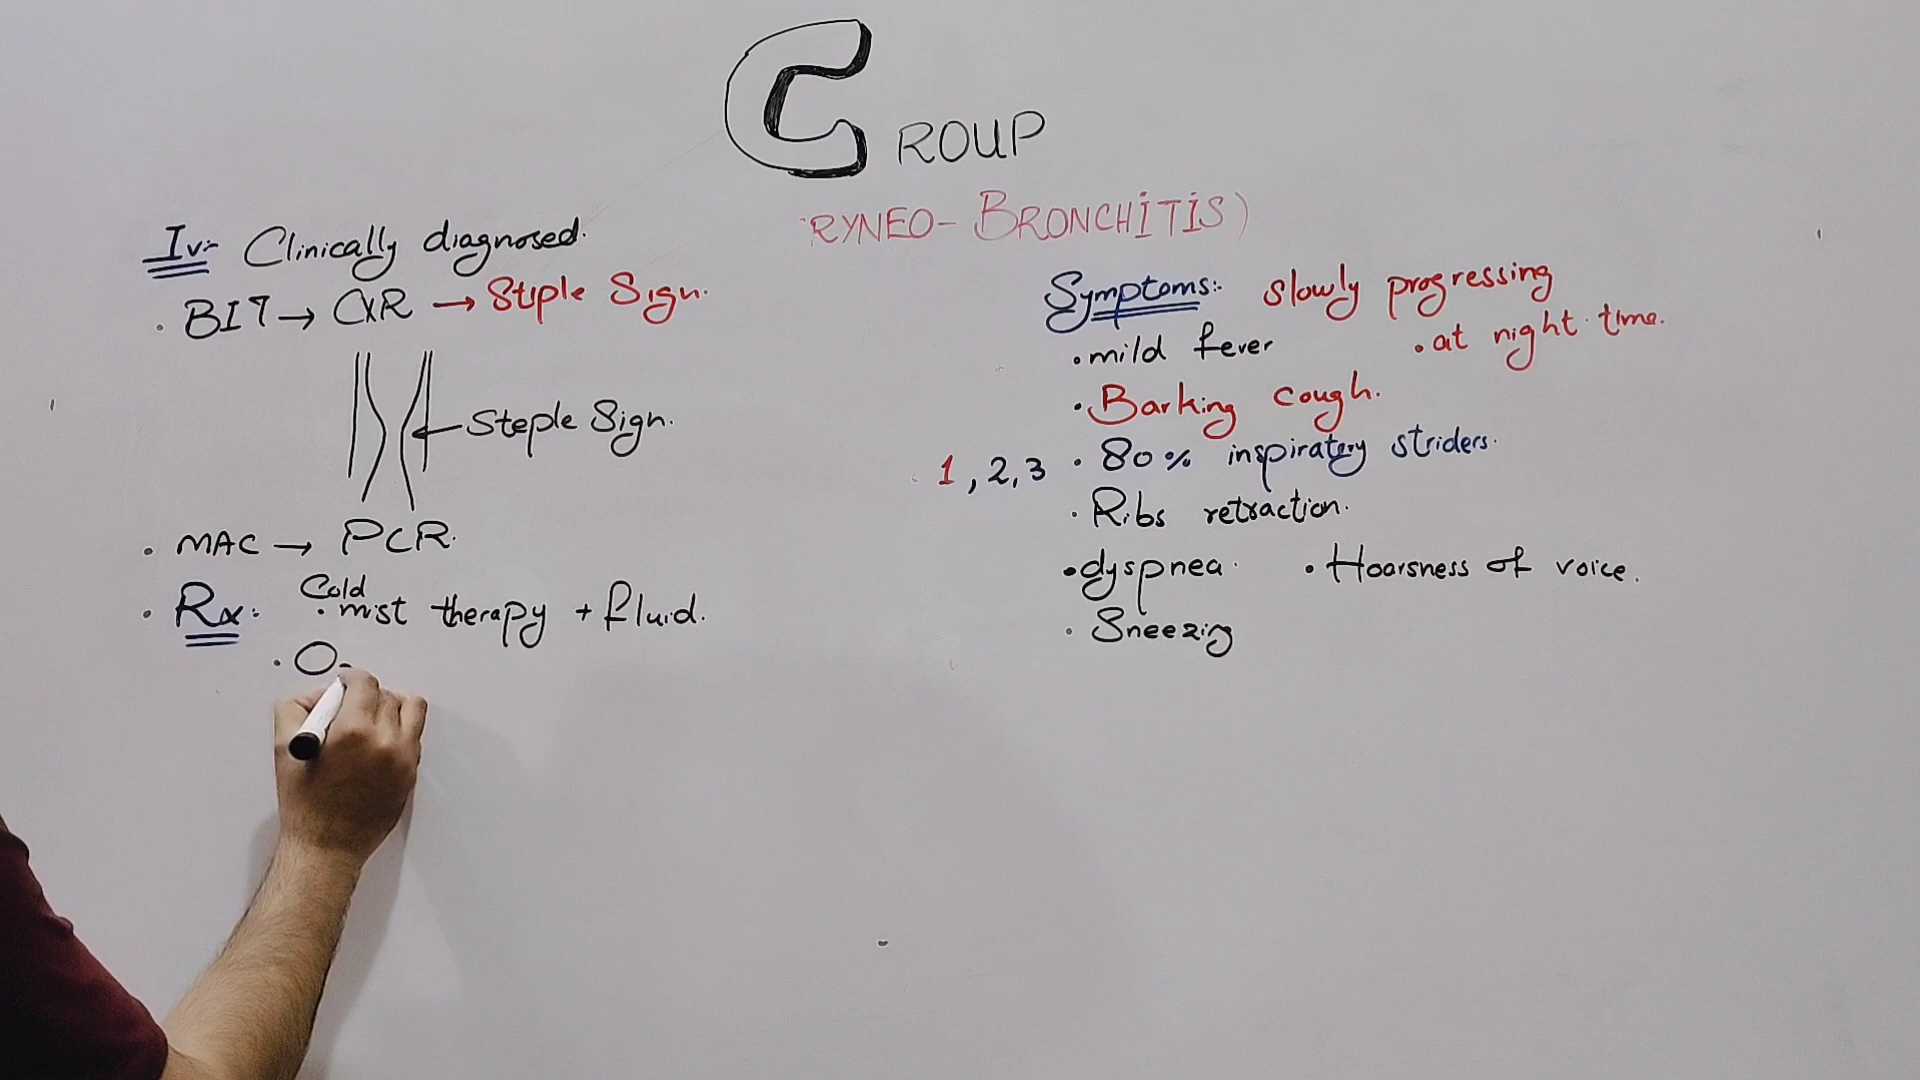 CROUP
RYNEO-BRONCHITIS)
Iv:- Clinically diagnosed.
• BIT → CXR → Stiple Sign.
Steple Sign.
• MAC → PCR.
• Rx: Cold
• mist therapy + fluid.
• O
Symptoms:- slowly progressing
• mild fever • at night time.
• Barking cough.
1, 2, 3 • 80% inspiratory striders.
• Ribs retraction.
• dyspnea. • Hoarsness of voice.
• Sneezing